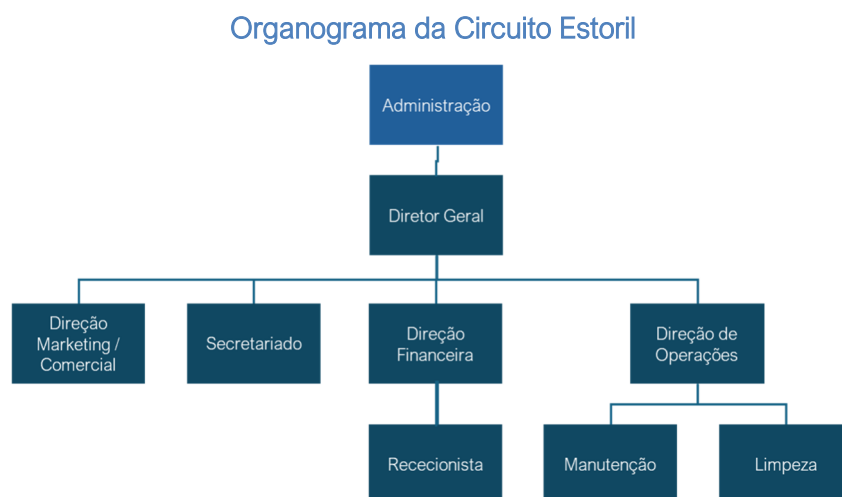 Organograma da Circuito Estoril
Administração
Diretor Geral
Direção
Marketing /
Comercial
Secretariado
Direção
Financeira
Direção de
Operações
Rececionista
Manutenção
Limpeza